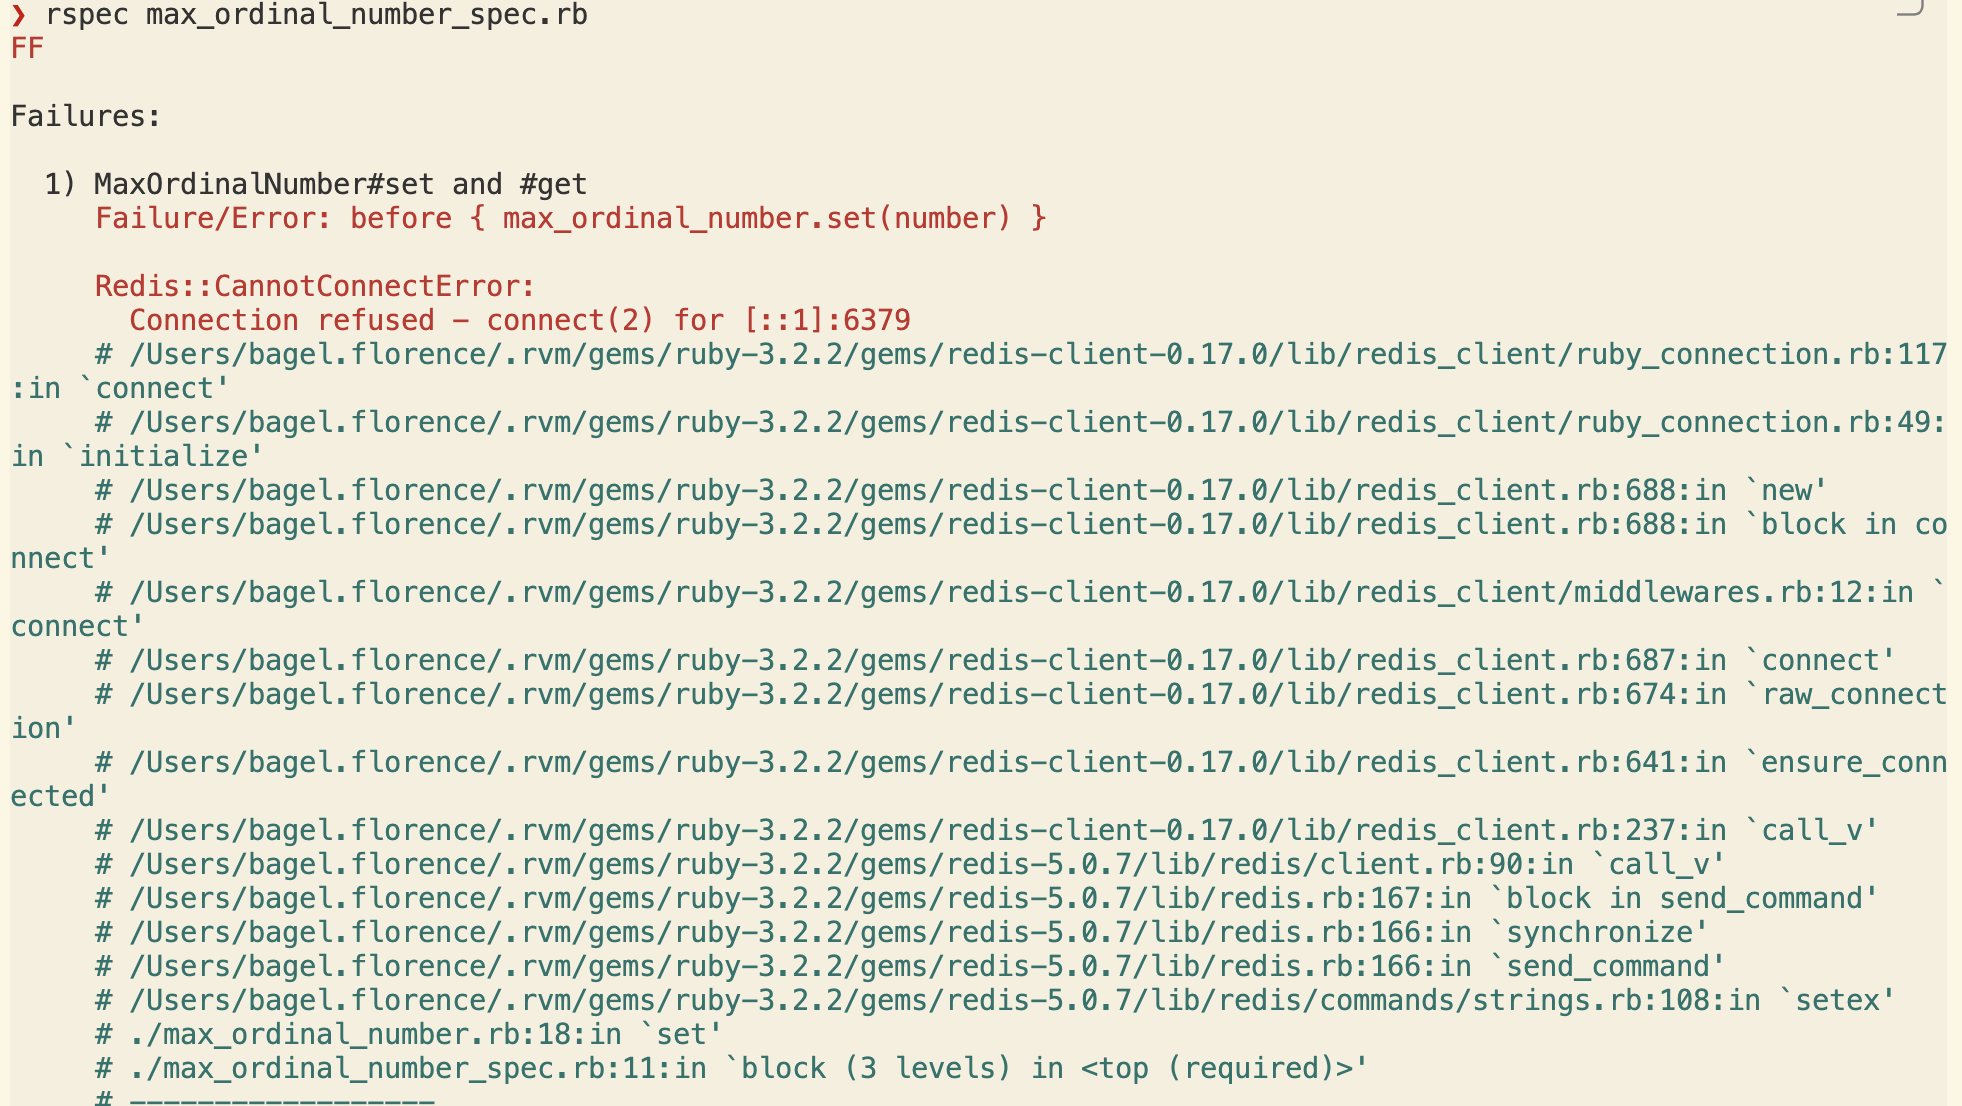 ❯ rspec max_ordinal_number_spec.rb
FF

Failures:

  1) MaxOrdinalNumber#set and #get
     Failure/Error: before { max_ordinal_number.set(number) }

     Redis::CannotConnectError:
       Connection refused - connect(2) for [::1]:6379
     # /Users/bagel.florence/.rvm/gems/ruby-3.2.2/gems/redis-client-0.17.0/lib/redis_client/ruby_connection.rb:117
:in `connect'
     # /Users/bagel.florence/.rvm/gems/ruby-3.2.2/gems/redis-client-0.17.0/lib/redis_client/ruby_connection.rb:49:
in `initialize'
     # /Users/bagel.florence/.rvm/gems/ruby-3.2.2/gems/redis-client-0.17.0/lib/redis_client.rb:688:in `new'
     # /Users/bagel.florence/.rvm/gems/ruby-3.2.2/gems/redis-client-0.17.0/lib/redis_client.rb:688:in `block in co
nnect'
     # /Users/bagel.florence/.rvm/gems/ruby-3.2.2/gems/redis-client-0.17.0/lib/redis_client/middlewares.rb:12:in `
connect'
     # /Users/bagel.florence/.rvm/gems/ruby-3.2.2/gems/redis-client-0.17.0/lib/redis_client.rb:687:in `connect'
     # /Users/bagel.florence/.rvm/gems/ruby-3.2.2/gems/redis-client-0.17.0/lib/redis_client.rb:674:in `raw_connect
ion'
     # /Users/bagel.florence/.rvm/gems/ruby-3.2.2/gems/redis-client-0.17.0/lib/redis_client.rb:641:in `ensure_conn
ected'
     # /Users/bagel.florence/.rvm/gems/ruby-3.2.2/gems/redis-client-0.17.0/lib/redis_client.rb:237:in `call_v'
     # /Users/bagel.florence/.rvm/gems/ruby-3.2.2/gems/redis-5.0.7/lib/redis/client.rb:90:in `call_v'
     # /Users/bagel.florence/.rvm/gems/ruby-3.2.2/gems/redis-5.0.7/lib/redis.rb:167:in `block in send_command'
     # /Users/bagel.florence/.rvm/gems/ruby-3.2.2/gems/redis-5.0.7/lib/redis.rb:166:in `synchronize'
     # /Users/bagel.florence/.rvm/gems/ruby-3.2.2/gems/redis-5.0.7/lib/redis.rb:166:in `send_command'
     # /Users/bagel.florence/.rvm/gems/ruby-3.2.2/gems/redis-5.0.7/lib/redis/commands/strings.rb:108:in `setex'
     # ./max_ordinal_number.rb:18:in `set'
     # ./max_ordinal_number_spec.rb:11:in `block (3 levels) in <top (required)>'
     # ------------------